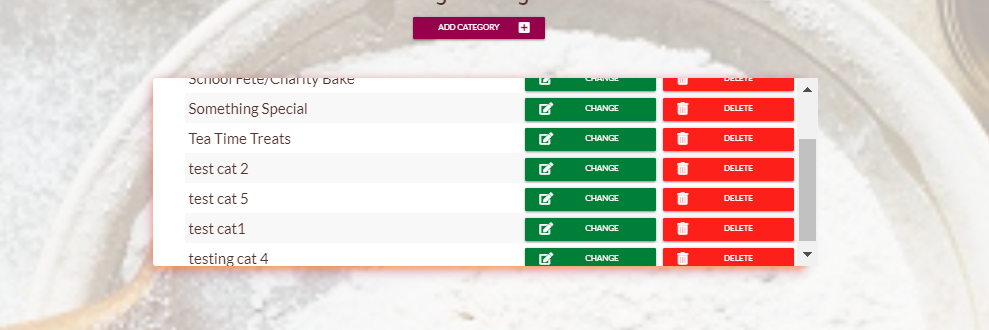 ADD CATEGORY
School Fete/Charity Bake CHANGE DELETE
Something Special CHANGE DELETE
Tea Time Treats CHANGE DELETE
test cat 2 CHANGE DELETE
test cat 5 CHANGE DELETE
test cat1 CHANGE DELETE
testing cat 4 CHANGE DELETE